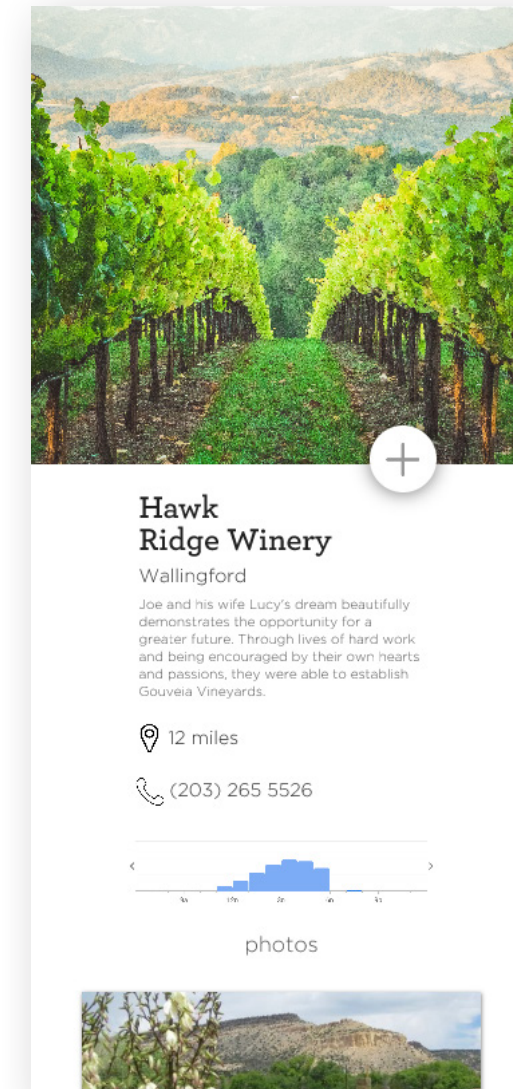 Hawk
Ridge Winery
Wallingford
Joe and his wife Lucy's dream beautifully
demonstrates the opportunity for a
greater future. Through lives of hard work
and being encouraged by their own hearts
and passions, they were able to establish
Gouveia Vineyards.
12 miles
(203) 265 5526
photos